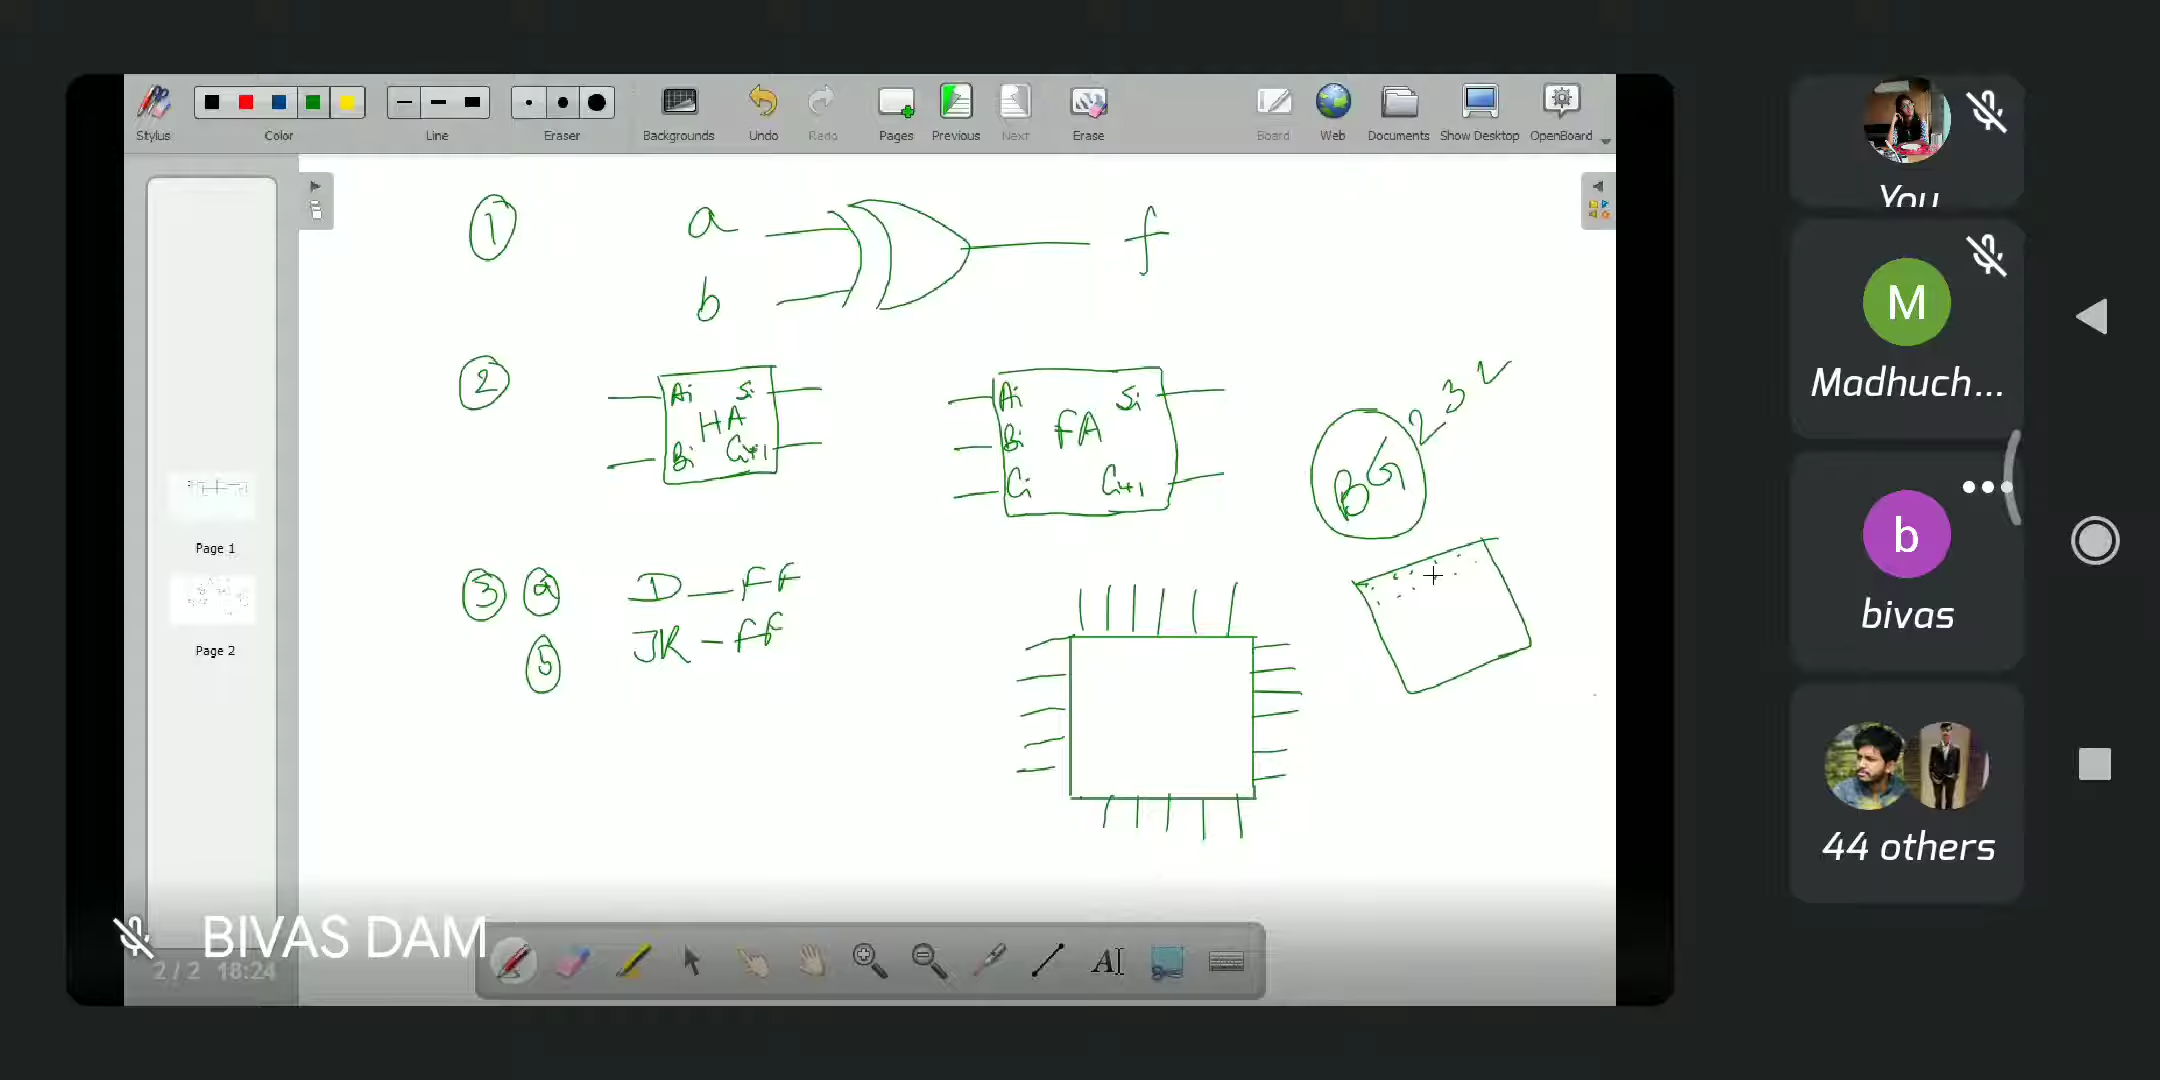 Stylus
Color
Line
Eraser
Backgrounds
Undo
Redo
Pages
Previous
Next
Erase
Board
Web
Documents
Show Desktop
OpenBoard
1
a
b
f
2
Ai Si
HA
Bi Ci+1
Ai Si
Bi FA
Ci Ci+1
BG 2 3 2
3 a D - FF
b JK - FF
Page 1
Page 2
BIVAS DAM
2 / 2 18:24
AI
You
M
Madhuch...
b
bivas
44 others